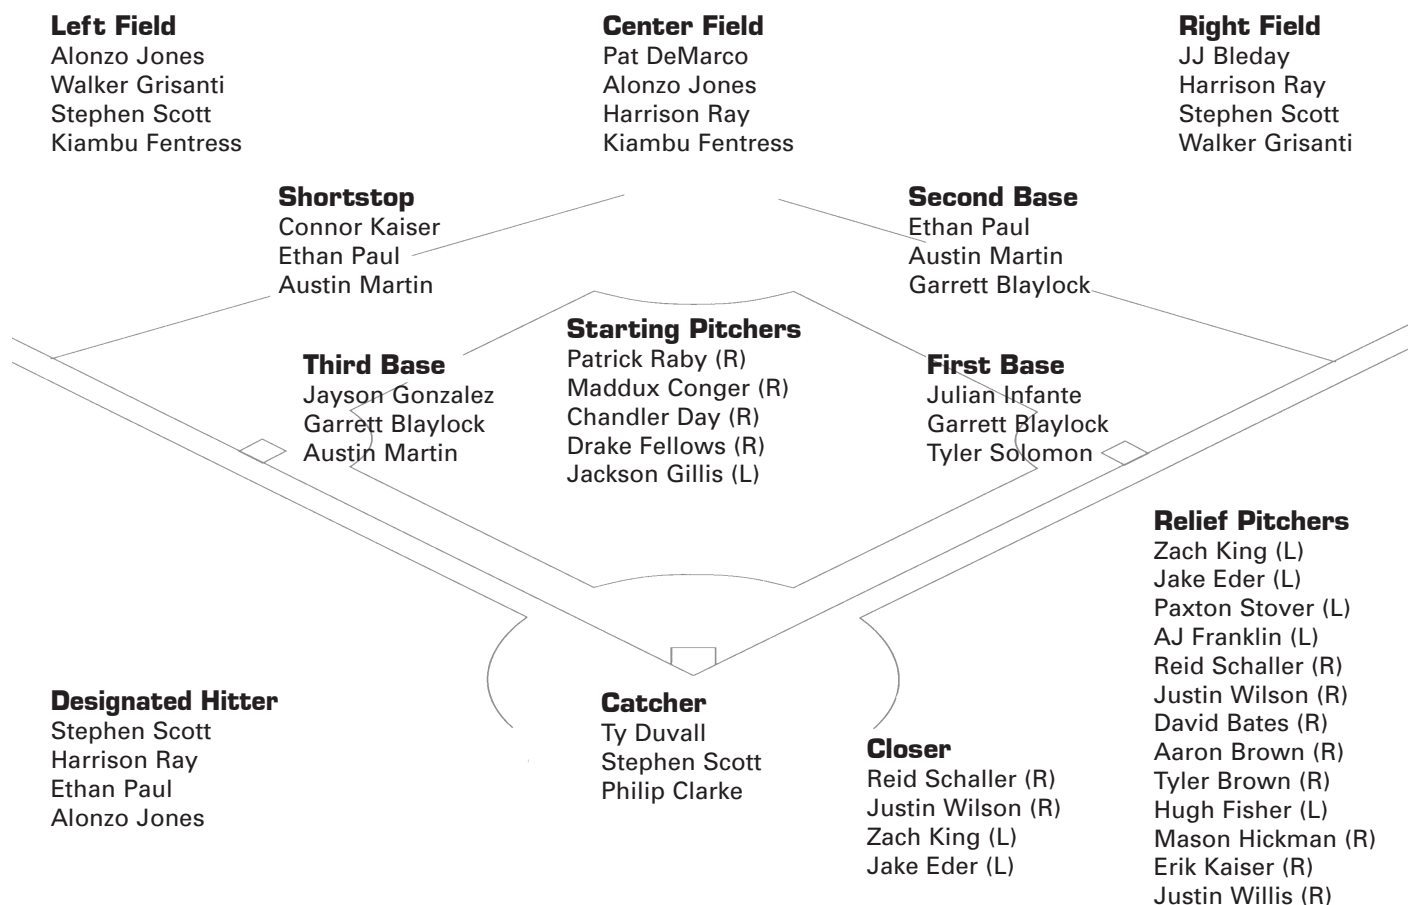 Left Field
Alonzo Jones
Walker Grisanti
Stephen Scott
Kiambu Fentress
Center Field
Pat DeMarco
Alonzo Jones
Harrison Ray
Kiambu Fentress
Right Field
JJ Bleday
Harrison Ray
Stephen Scott
Walker Grisanti
Shortstop
Connor Kaiser
Ethan Paul
Austin Martin
Second Base
Ethan Paul
Austin Martin
Garrett Blaylock
Third Base
Jayson Gonzalez
Garrett Blaylock
Austin Martin
Starting Pitchers
Patrick Raby (R)
Maddux Conger (R)
Chandler Day (R)
Drake Fellows (R)
Jackson Gillis (L)
First Base
Julian Infante
Garrett Blaylock
Tyler Solomon
Relief Pitchers
Zach King (L)
Jake Eder (L)
Paxton Stover (L)
AJ Franklin (L)
Reid Schaller (R)
Justin Wilson (R)
David Bates (R)
Aaron Brown (R)
Tyler Brown (R)
Hugh Fisher (L)
Mason Hickman (R)
Erik Kaiser (R)
Justin Willis (R)
Designated Hitter
Stephen Scott
Harrison Ray
Ethan Paul
Alonzo Jones
Catcher
Ty Duvall
Stephen Scott
Philip Clarke
Closer
Reid Schaller (R)
Justin Wilson (R)
Zach King (L)
Jake Eder (L)